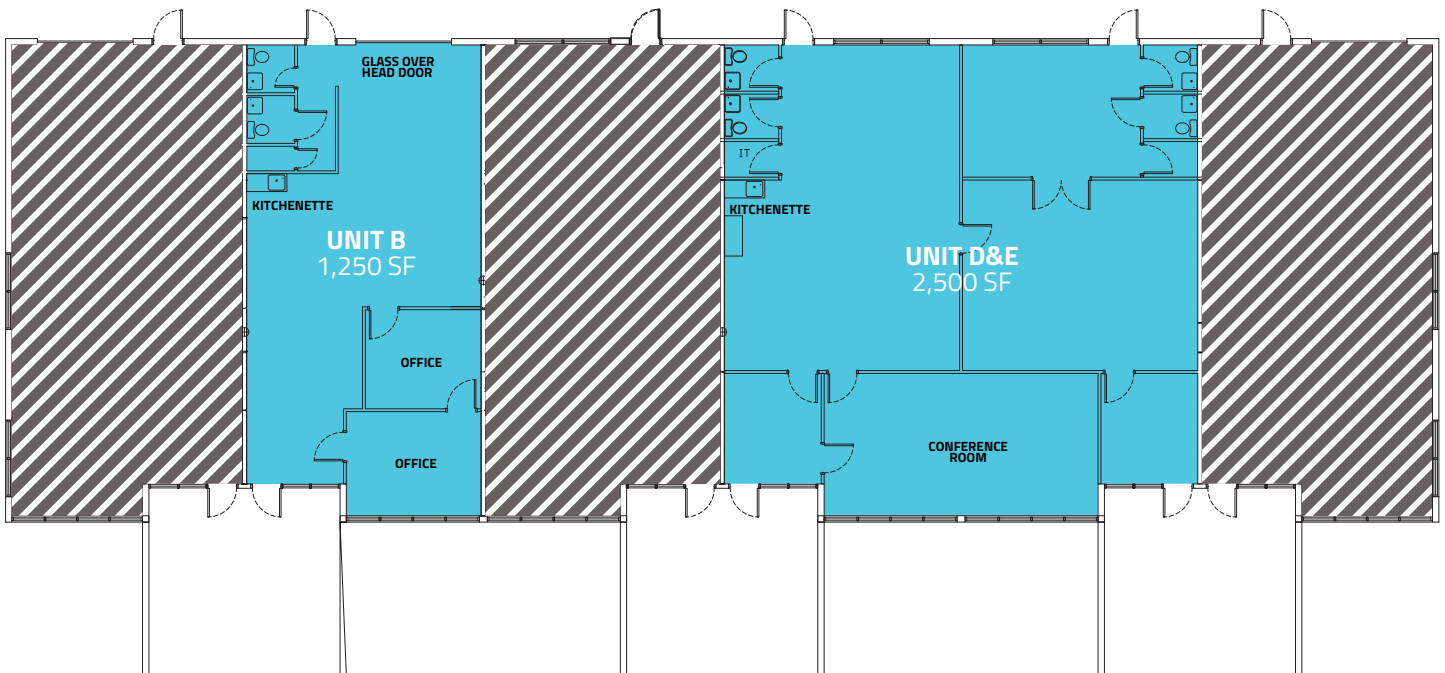 GLASS OVER
HEAD DOOR
KITCHENETTE
UNIT B
1,250 SF
OFFICE
OFFICE
IT
KITCHENETTE
UNIT D&E
2,500 SF
CONFERENCE
ROOM